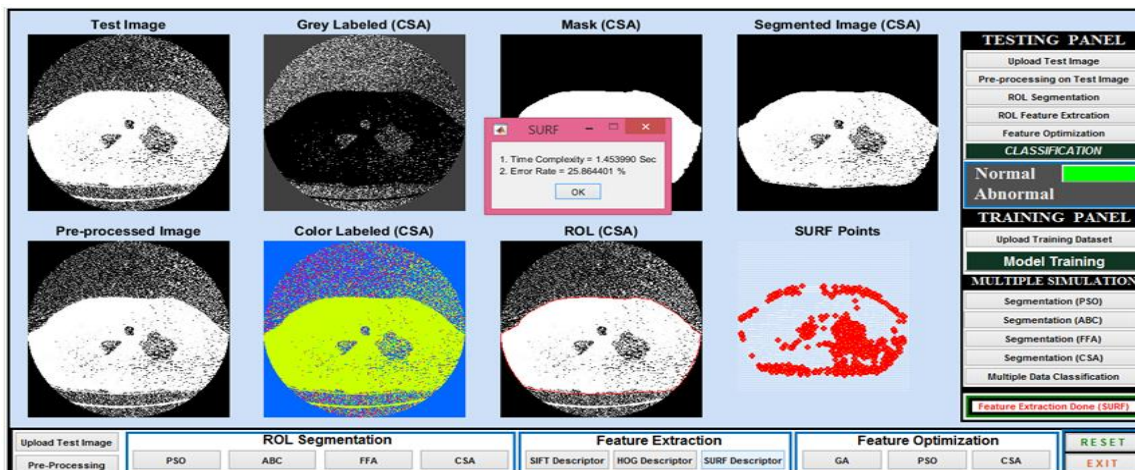 Test Image
Grey Labeled (CSA)
Mask (CSA)
Segmented Image (CSA)
SURF
1. Time Complexity = 1.453990 Sec
2. Error Rate = 25.864401 %
OK
Pre-processed Image
Color Labeled (CSA)
ROL (CSA)
SURF Points
TESTING PANEL
Upload Test Image
Pre-processing on Test Image
ROL Segmentation
ROL Feature Extrcation
Feature Optimization
CLASSIFICATION
Normal
Abnormal
TRAINING PANEL
Upload Training Dataset
Model Training
MULTIPLE SIMULATION
Segmentation (PSO)
Segmentation (ABC)
Segmentation (FFA)
Segmentation (CSA)
Multiple Data Classification
Feature Extraction Done (SURF)
Upload Test Image
Pre-Processing
ROL Segmentation
PSO ABC FFA CSA
Feature Extraction
SIFT Descriptor HOG Descriptor SURF Descriptor
Feature Optimization
GA PSO CSA
RESET
EXIT